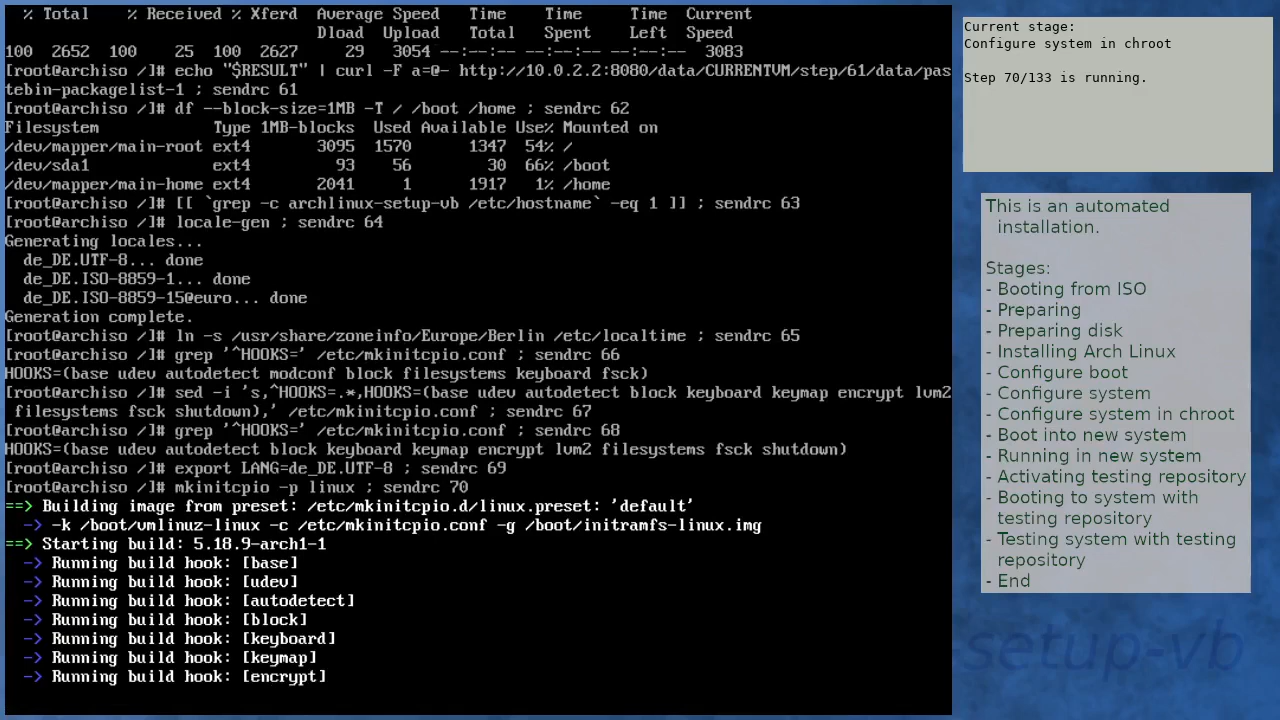 % Total    % Received % Xferd  Average Speed   Time    Time     Time  Current
                                 Dload  Upload   Total   Spent    Left  Speed
100  2652  100    25  100  2627     29   3054 --:--:-- --:--:-- --:--:--  3083
[root@archiso /]# echo "$RESULT" | curl -F a=@- http://10.0.2.2:8080/data/CURRENTVM/step/61/data/pas
tebin-packagelist-1 ; sendrc 61
[root@archiso /]# df --block-size=1MB -T / /boot /home ; sendrc 62
Filesystem            Type 1MB-blocks  Used Available Use% Mounted on
/dev/mapper/main-root ext4       3095  1570      1347  54% /
/dev/sda1             ext4         93    56        30  66% /boot
/dev/mapper/main-home ext4       2041     1      1917   1% /home
[root@archiso /]# [[ `grep -c archlinux-setup-vb /etc/hostname` -eq 1 ]] ; sendrc 63
[root@archiso /]# locale-gen ; sendrc 64
Generating locales...
  de_DE.UTF-8... done
  de_DE.ISO-8859-1... done
  de_DE.ISO-8859-15@euro... done
Generation complete.
[root@archiso /]# ln -s /usr/share/zoneinfo/Europe/Berlin /etc/localtime ; sendrc 65
[root@archiso /]# grep '^HOOKS=' /etc/mkinitcpio.conf ; sendrc 66
HOOKS=(base udev autodetect modconf block filesystems keyboard fsck)
[root@archiso /]# sed -i 's,^HOOKS=.*,HOOKS=(base udev autodetect block keyboard keymap encrypt lvm2
 filesystems fsck shutdown),' /etc/mkinitcpio.conf ; sendrc 67
[root@archiso /]# grep '^HOOKS=' /etc/mkinitcpio.conf ; sendrc 68
HOOKS=(base udev autodetect block keyboard keymap encrypt lvm2 filesystems fsck shutdown)
[root@archiso /]# export LANG=de_DE.UTF-8 ; sendrc 69
[root@archiso /]# mkinitcpio -p linux ; sendrc 70
==> Building image from preset: /etc/mkinitcpio.d/linux.preset: 'default'
  -> -k /boot/vmlinuz-linux -c /etc/mkinitcpio.conf -g /boot/initramfs-linux.img
==> Starting build: 5.18.9-arch1-1
  -> Running build hook: [base]
  -> Running build hook: [udev]
  -> Running build hook: [autodetect]
  -> Running build hook: [block]
  -> Running build hook: [keyboard]
  -> Running build hook: [keymap]
  -> Running build hook: [encrypt]
Current stage:
Configure system in chroot
Step 70/133 is running.
This is an automated
installation.
Stages:
- Booting from ISO
- Preparing
- Preparing disk
- Installing Arch Linux
- Configure boot
- Configure system
- Configure system in chroot
- Boot into new system
- Running in new system
- Activating testing repository
- Booting to system with
testing repository
- Testing system with testing
repository
- End
-setup-vb